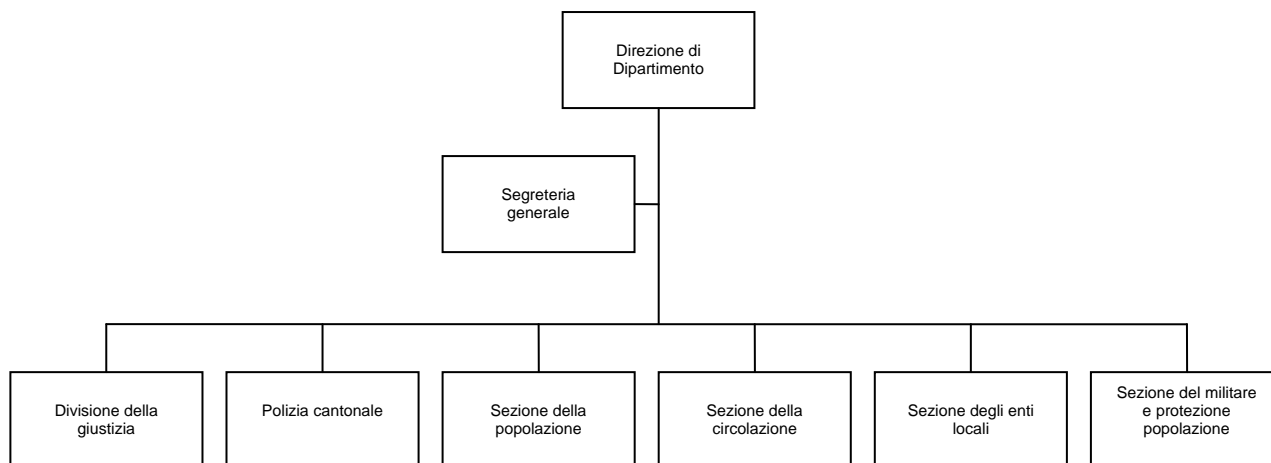 Direzione di
Dipartimento
Segreteria
generale
Divisione della
giustizia
Polizia cantonale
Sezione della
popolazione
Sezione della
circolazione
Sezione degli enti
locali
Sezione del militare
e protezione
popolazione